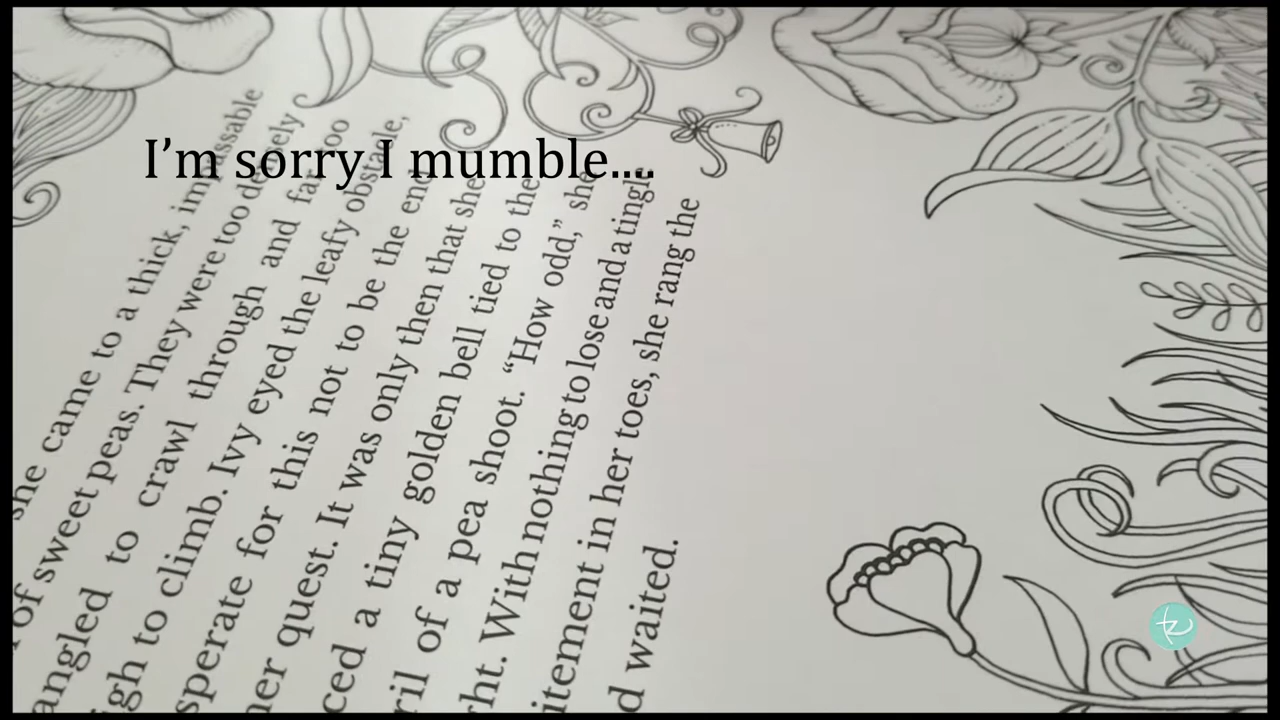 I'm sorry I mumble....
she came to a thick, impassable
of sweet peas. They were too densely
angled to crawl through and far too
igh to climb. Ivy eyed the leafy obstacle,
sperate for this not to be the end
her quest. It was only then that she
ced a tiny golden bell tied to the
ril of a pea shoot. “How odd,” she
ht. With nothing to lose and a tingle
itement in her toes, she rang the
d waited.